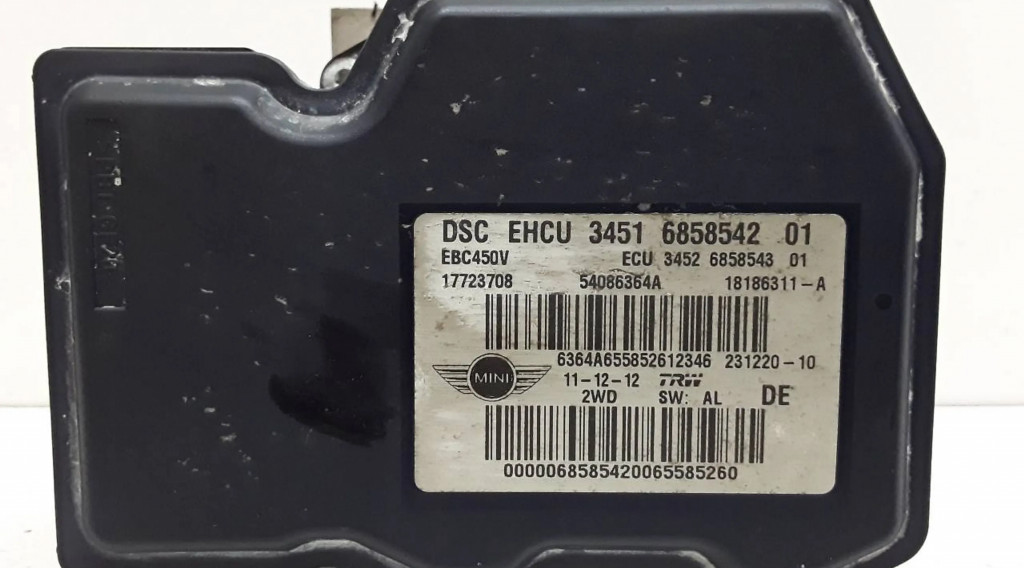 DSC EHCU 3451 6858542 01
EBC450V ECU 3452 6858543 01
17723708 54086364A 18186311-A
6364A655852612346 231220-10
MINI 11-12-12 TRW
2WD SW: AL DE
0000068585420065585260